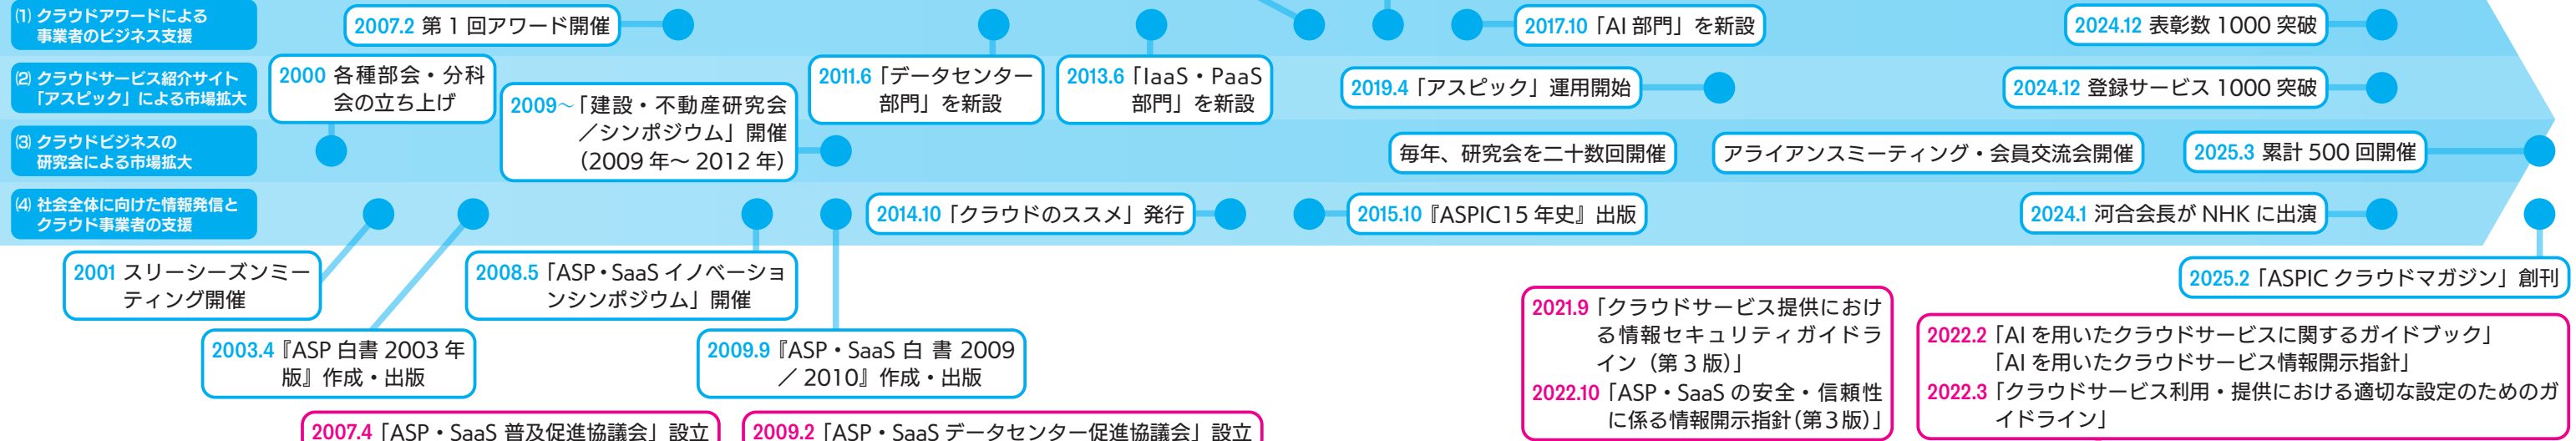 ⑴ クラウドアワードによる
事業者のビジネス支援
2007.2 第 1 回アワード開催
2017.10「AI 部門」を新設
2024.12 表彰数 1000 突破
⑵ クラウドサービス紹介サイト
「アスピック」による市場拡大
2000 各種部会・分科
会の立ち上げ
2009～「建設・不動産研究会
／シンポジウム」開催
（2009 年～ 2012 年）
2011.6「データセンター
部門」を新設
2013.6「IaaS・PaaS
部門」を新設
2019.4「アスピック」運用開始
2024.12 登録サービス 1000 突破
⑶ クラウドビジネスの
研究会による市場拡大
毎年、研究会を二十数回開催
アライアンスミーティング・会員交流会開催
2025.3 累計 500 回開催
⑷ 社会全体に向けた情報発信と
クラウド事業者の支援
2014.10「クラウドのススメ」発行
2015.10『ASPIC15 年史』出版
2024.1 河合会長が NHK に出演
2001 スリーシーズンミー
ティング開催
2008.5「ASP・SaaS イノベーショ
ンシンポジウム」開催
2025.2「ASPIC クラウドマガジン」創刊
2003.4『ASP 白書 2003 年
版』作成・出版
2009.9『ASP・SaaS 白 書 2009
／ 2010』作成・出版
2021.9「クラウドサービス提供におけ
る情報セキュリティガイドラ
イン（第 3 版）」
2022.10「ASP・SaaS の安全・信頼性
に係る情報開示指針（第３版）」
2022.2「AI を用いたクラウドサービスに関するガイドブック」
「AI を用いたクラウドサービス情報開示指針」
2022.3「クラウドサービス利用・提供における適切な設定のためのガ
イドライン」
2007.4「ASP・SaaS 普及促進協議会」設立
2009.2「ASP・SaaS データセンター促進協議会」設立